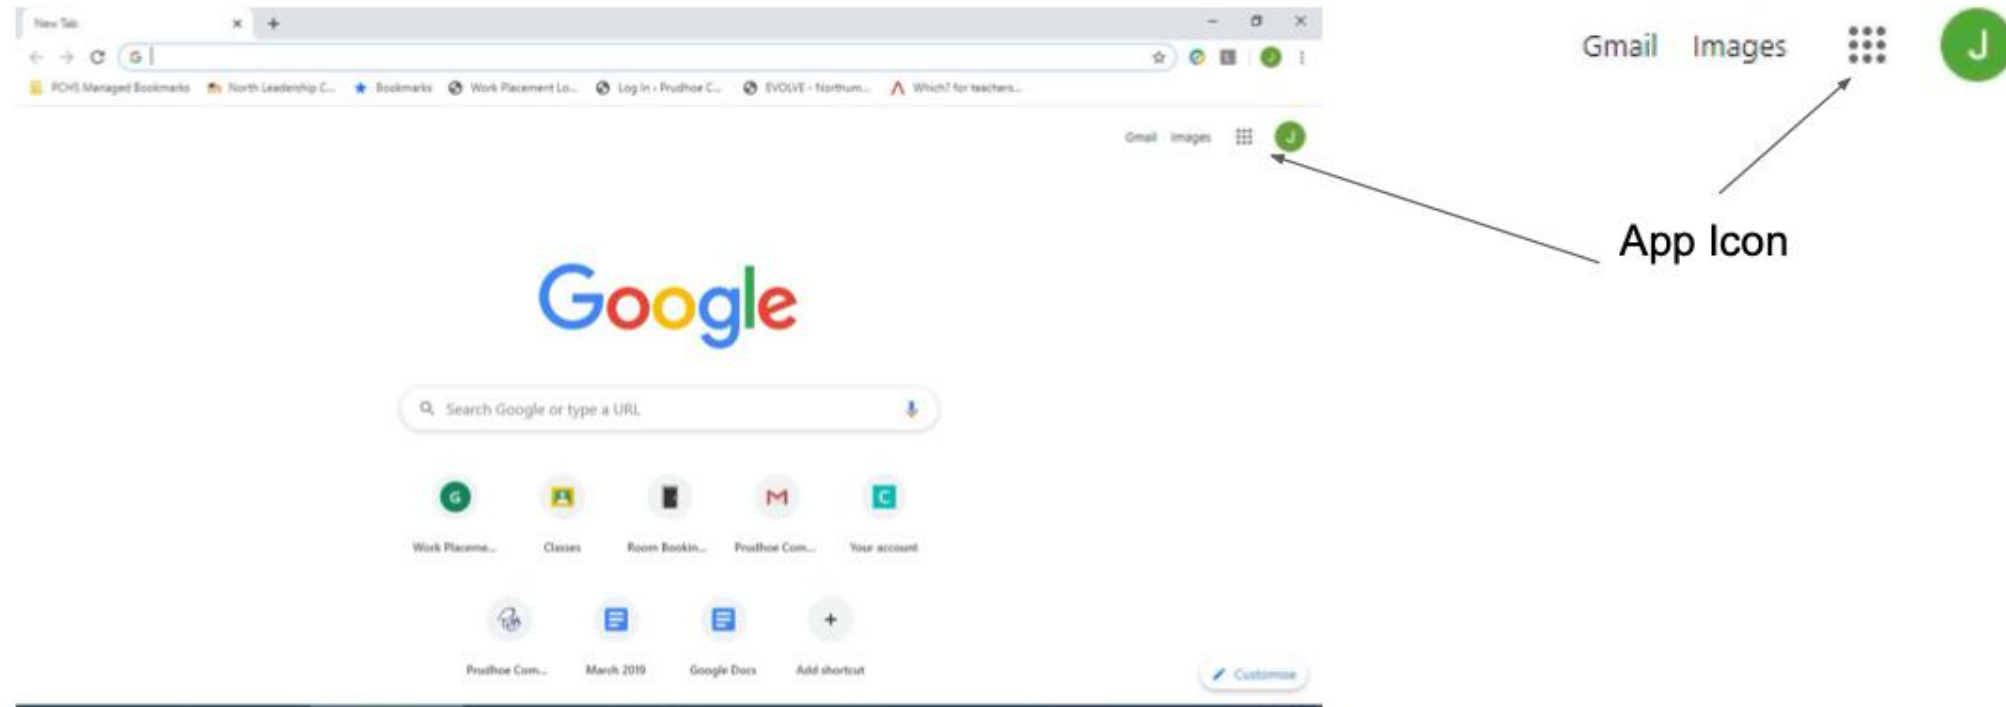 New Tab
G
PCHS Managed Bookmarks North Leadership C... Bookmarks Work Placement Lo... Log In ‹ Prudhoe C... EVOLVE - Northum... Which? for teachers...
Gmail Images J
Google
Search Google or type a URL
G M C
Work Placeme... Classes Room Bookin... Prudhoe Com... Your account
Prudhoe Com... March 2019 Google Docs Add shortcut
Customise
Gmail Images J
App Icon